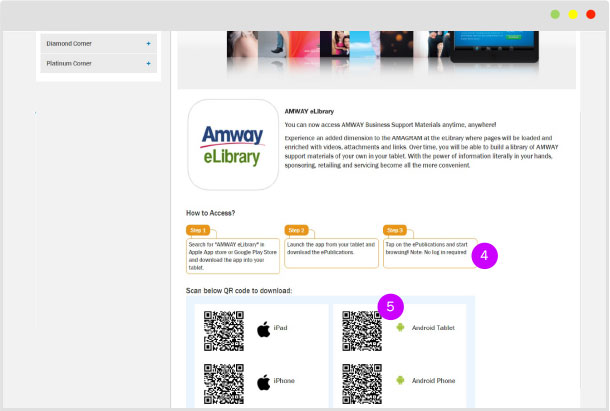 Diamond Corner +
Platinum Corner +
Amway
eLibrary
AMWAY eLibrary
You can now access AMWAY Business Support Materials anytime, anywhere!
Experience an added dimension to the AMAGRAM at the eLibrary where pages will be loaded and
enriched with videos, attachments and links. Over time, you will be able to build a library of AMWAY
support materials of your own in your tablet. With the power of information literally in your hands,
sponsoring, retailing and servicing become all the more convenient.
How to Access?
Step 1
Search for "AMWAY eLibrary" in
Apple App store or Google Play Store
and download the app into your
tablet.
Step 2
Launch the app from your tablet and
download the ePublications.
Step 3
Tap on the ePublications and start
browsing! Note: No log in required
4
Scan below QR code to download:
5
iPad
Android Tablet
iPhone
Android Phone